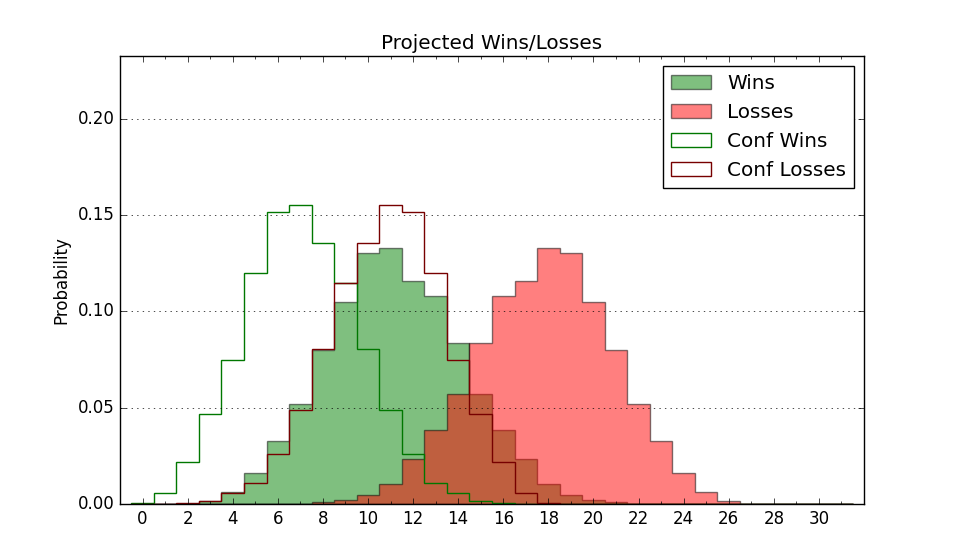 Projected Wins/Losses
Wins
Losses
Conf Wins
Conf Losses
Probability
0.20
0.15
0.10
0.05
0.00
0 2 4 6 8 10 12 14 16 18 20 22 24 26 28 30